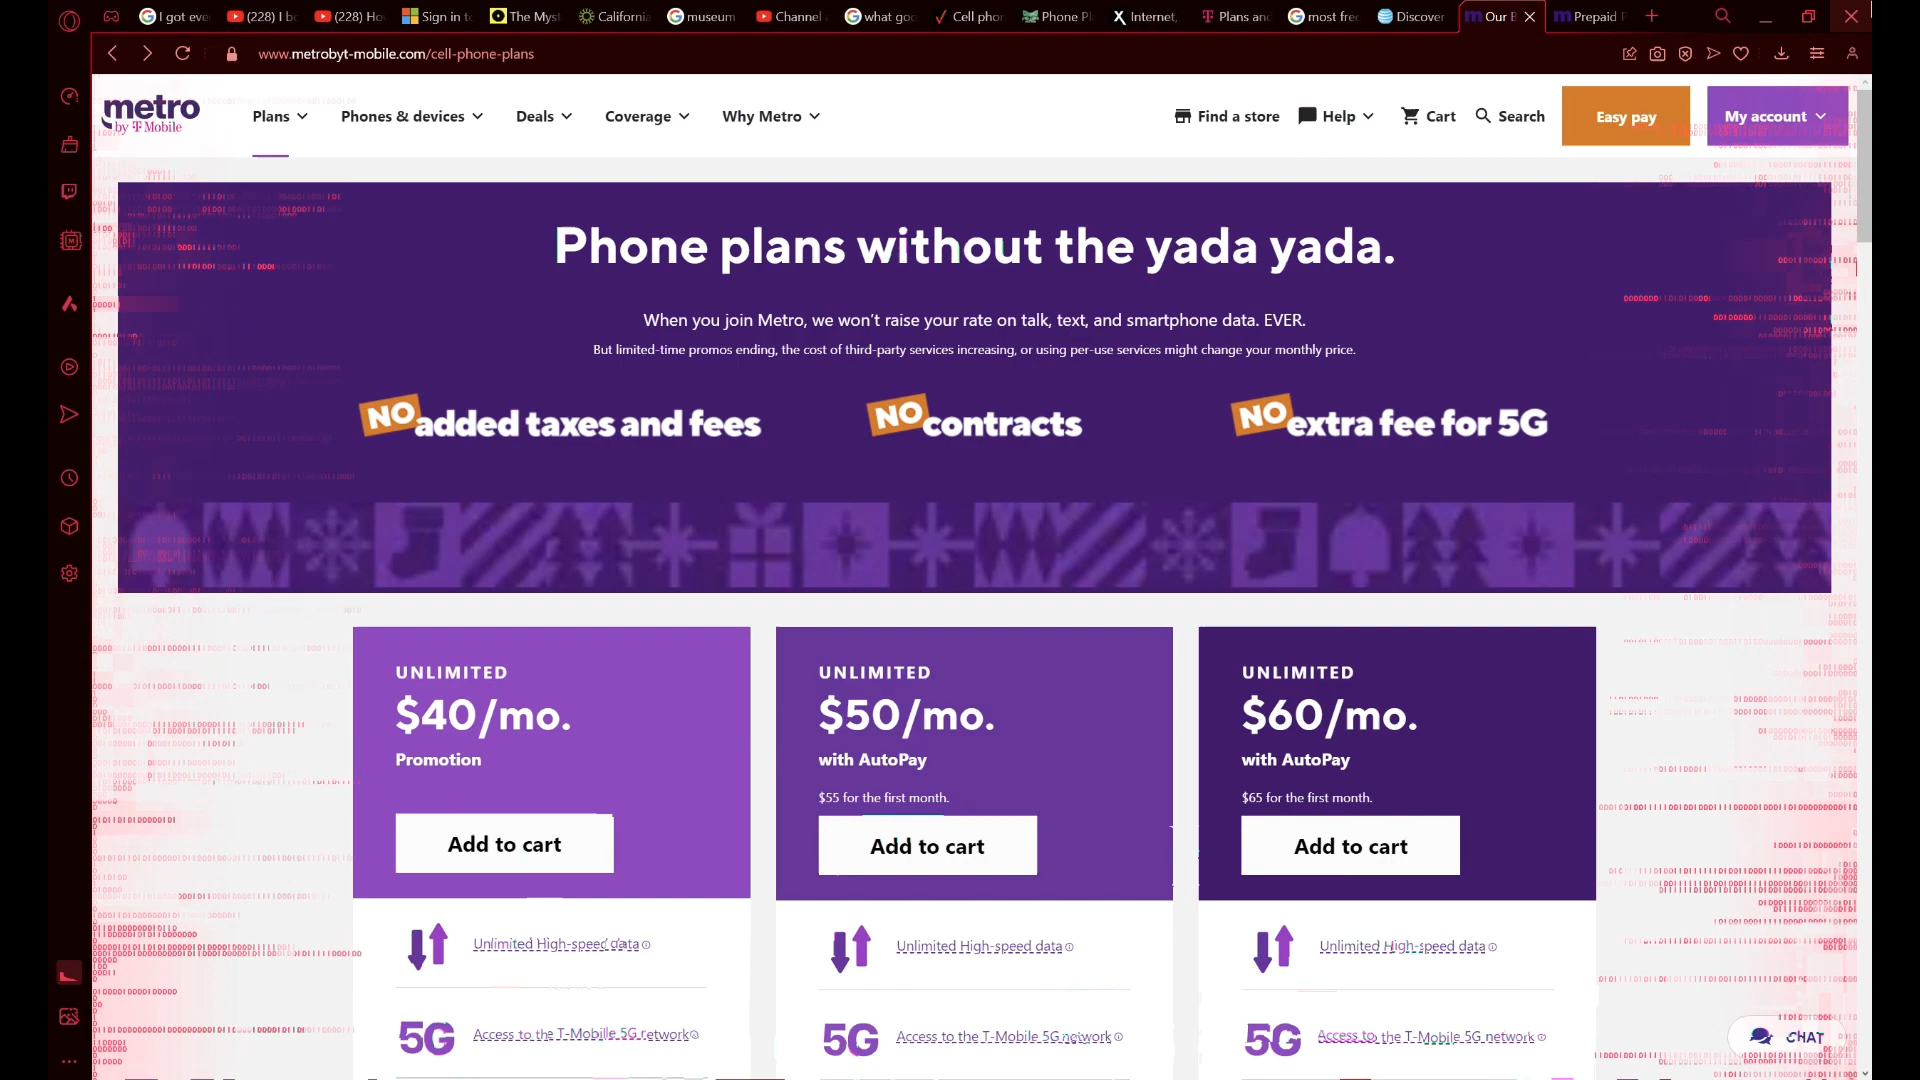 I got eve
(228) I b
(228) Ho
Sign in t
The Mys
California
museum
Channel
what goo
Cell phon
Phone Pl
Internet,
Plans and
most fre
Discover
Our B
Prepaid P
www.metrobyt-mobile.com/cell-phone-plans
metro
by T Mobile
Plans
Phones & devices
Deals
Coverage
Why Metro
Find a store
Help
Cart
Search
Easy pay
My account
Phone plans without the yada yada.
When you join Metro, we won't raise your rate on talk, text, and smartphone data. EVER.
But limited-time promos ending, the cost of third-party services increasing, or using per-use services might change your monthly price.
NO added taxes and fees
NO contracts
NO extra fee for 5G
UNLIMITED
$40/mo.
Promotion
Add to cart
Unlimited High-speed data
5G Access to the T-Mobile 5G network
UNLIMITED
$50/mo.
with AutoPay
$55 for the first month.
Add to cart
Unlimited High-speed data
5G Access to the T-Mobile 5G network
UNLIMITED
$60/mo.
with AutoPay
$65 for the first month.
Add to cart
Unlimited High-speed data
5G Access to the T-Mobile 5G network
CHAT